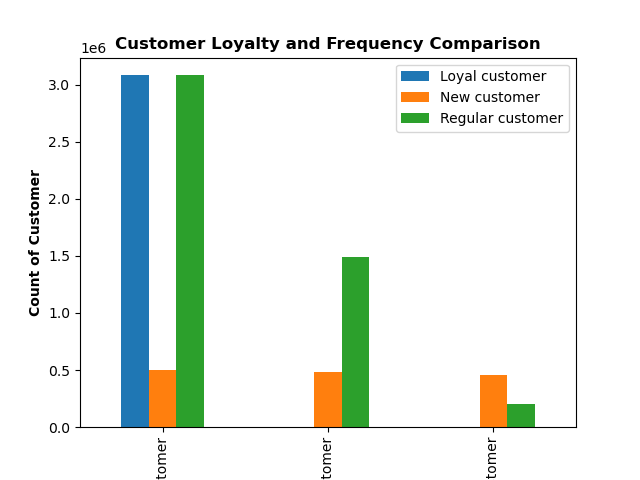 Customer Loyalty and Frequency Comparison
1e6
Loyal customer
New customer
Regular customer
3.0
2.5
2.0
1.5
1.0
0.5
0.0
Count of Customer
tomer
tomer
tomer